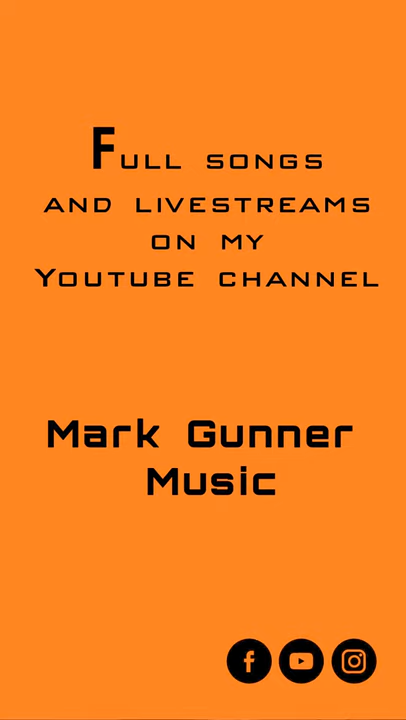 Full songs
and livestreams
on my
Youtube channel
Mark Gunner
Music